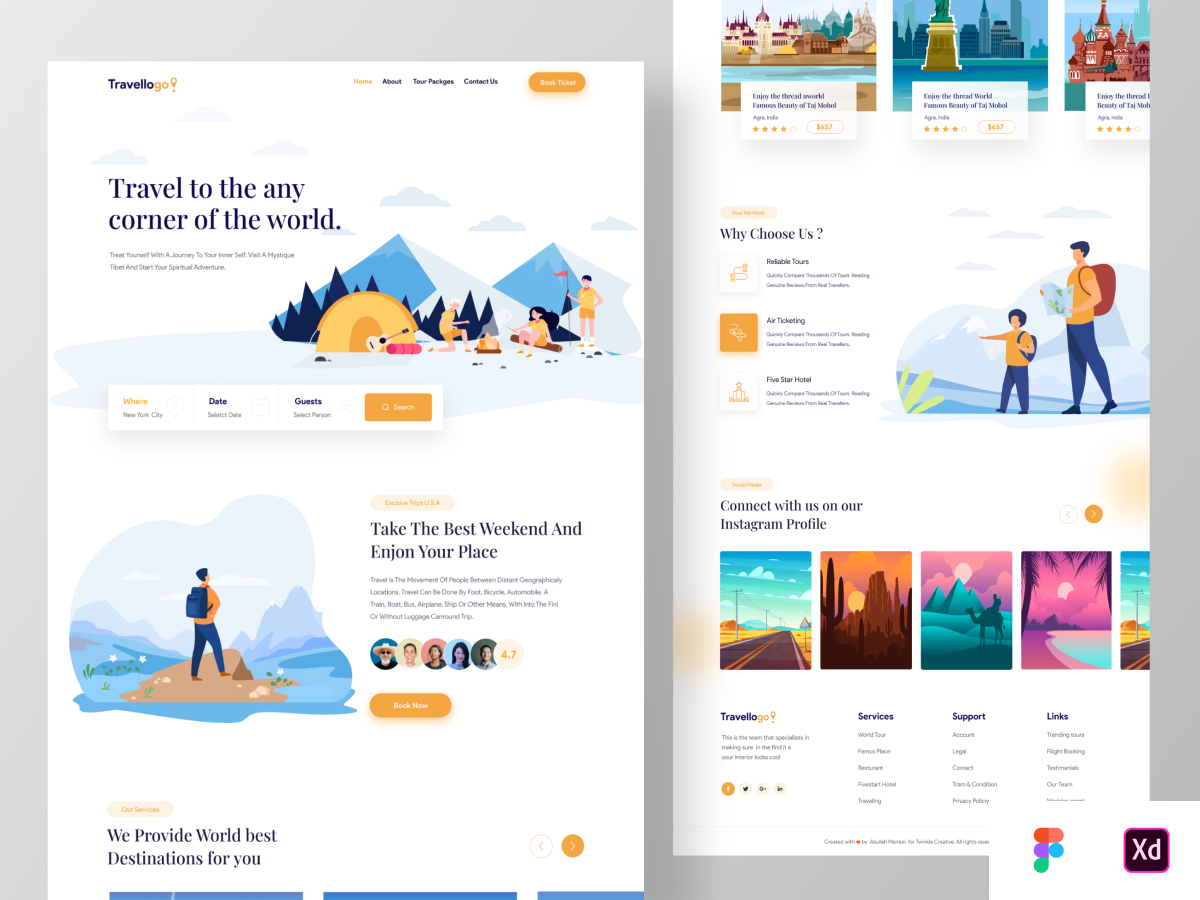 Travellogo
Home About Tour Packges Contact Us Book Ticket
Travel to the any
corner of the world.
Treat Yourself With A Journey To Your Inner Self. Visit A Mystique
Tibet And Start Your Spiritual Adventure.
Where Date Guests
New York City Seletct Date Select Parson
Search
Exclsive Trips U.S.A
Take The Best Weekend And
Enjon Your Place
Travel Is The Movement Of People Between Distant Geographicaly
Locations. Travel Can Be Done By Foot, Bicycle, Automobile, A
Train, Boat, Bus, Airplane, Ship Or Other Means, With Into The Finl
Or Without Luggage Canround Trip.
4.7
Book Now
Our Services
We Provide World best
Destinations for you
Enjoy the thread nworld
Famous Beauty of Taj Mohol
Agra, India
$657
Enjoy the thread World
Famous Beauty of Taj Mohol
Agra, India
$657
Enjoy the thread
Beauty of Taj Moh
Agra, India
How We Work
Why Choose Us ?
Reliable Tours
Quickly Compare Thousands Of Tours Reading
Genuine Reviews From Real Travellers.
Air Ticketing
Quickly Compare Thousands Of Tours Reading
Genuine Reviews From Real Travellers.
Five Star Hotel
Quickly Compare Thousands Of Tours Reading
Genuine Reviews From Real Travellers.
Social Media
Connect with us on our
Instagram Profile
Travellogo
This is the team that specializes in
making sure in the find it a
your interior looks cool
Services
World Tour
Famus Place
Resturant
Fivestart Hotel
Traveling
Support
Account
Legal
Contact
Tram & Condition
Privacy Policiy
Links
Tranding tours
Filight Booking
Testimanials
Our Team
Created with by Abullah Mamun for Twinkle Creative. All rights
Xd